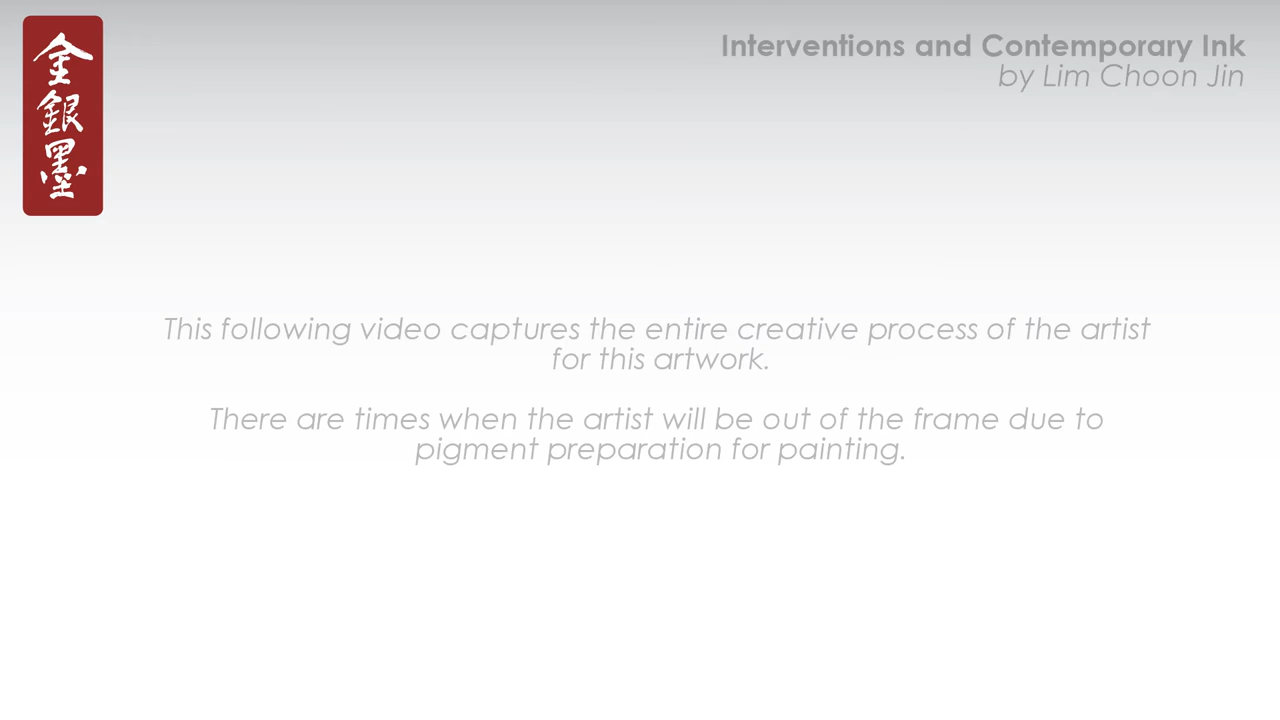 金銀墨
Interventions and Contemporary Ink
by Lim Choon Jin
This following video captures the entire creative process of the artist
for this artwork.
There are times when the artist will be out of the frame due to
pigment preparation for painting.